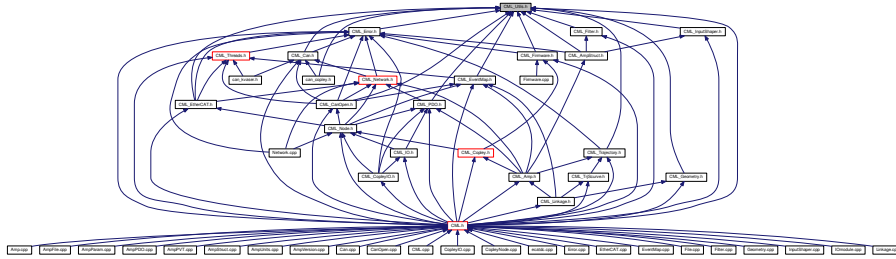 CML_Utils.h
CML_Error.h
CML_Filter.h
CML_InputShaper.h
CML_Threads.h
CML_Can.h
CML_Firmware.h
CML_AmpStruct.h
can_kvaser.h
can_copley.h
CML_Network.h
CML_EventMap.h
Firmware.cpp
CML_EtherCAT.h
CML_CanOpen.h
CML_PDO.h
CML_Node.h
Network.cpp
CML_IO.h
CML_Copley.h
CML_Trajectory.h
CML_CopleyIO.h
CML_Amp.h
CML_TrjSource.h
CML_Geometry.h
CML_Linkage.h
CML.h
Amp.cpp
AmpFile.cpp
AmpParam.cpp
AmpPDO.cpp
AmpPVT.cpp
AmpStruct.cpp
AmpUnits.cpp
AmpVersion.cpp
Can.cpp
CanOpen.cpp
CML.cpp
CopleyIO.cpp
CopleyNode.cpp
ecatdc.cpp
Error.cpp
EtherCAT.cpp
EventMap.cpp
File.cpp
Filter.cpp
Geometry.cpp
InputShaper.cpp
IOmodule.cpp
Linkage.cpp